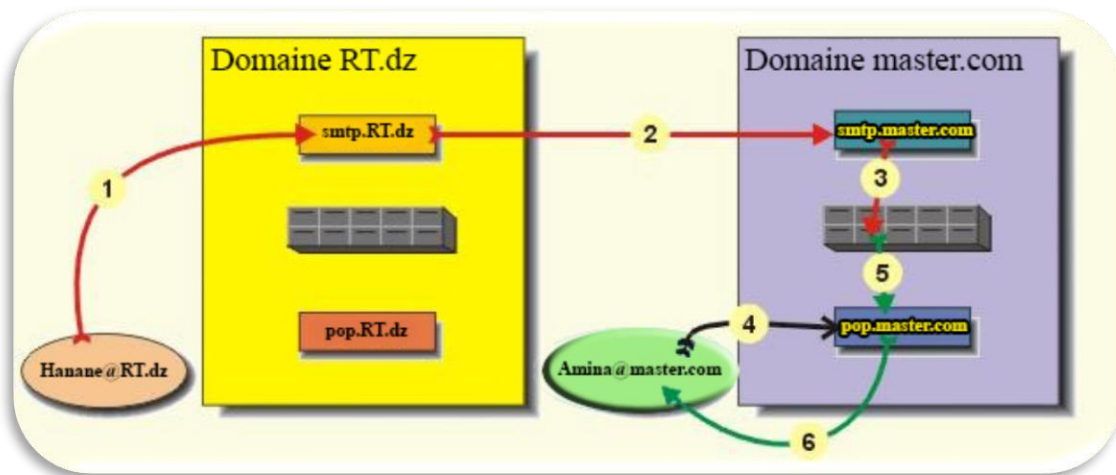 Domaine RT.dz
Domaine master.com
smtp.RT.dz
2
smtp.master.com
1
3
5
pop.RT.dz
4
pop.master.com
Hanane@RT.dz
Amina@master.com
6